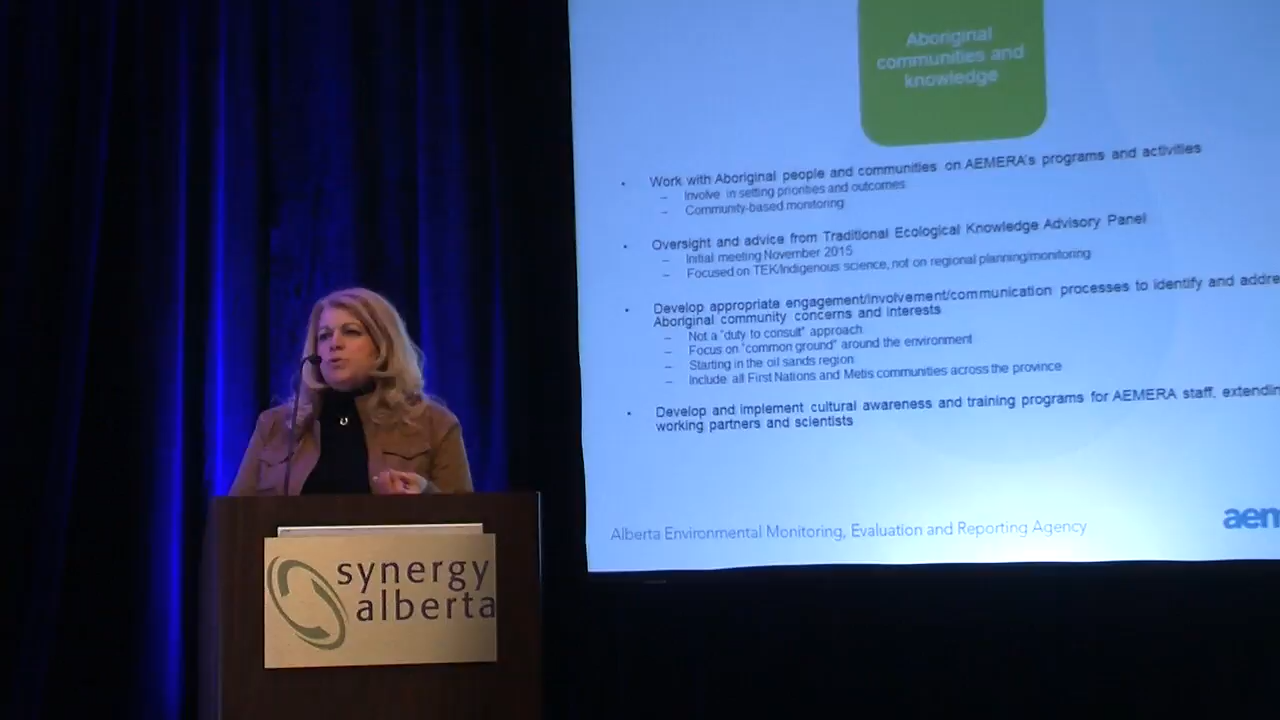 Aboriginal
communities and
knowledge
• Work with Aboriginal people and communities on AEMERA's programs and activities
– Involve in setting priorities and outcomes
– Community-based monitoring
• Oversight and advice from Traditional Ecological Knowledge Advisory Panel
– Initial meeting November 2015
– Focused on TEK/Indigenous science, not on regional planning/monitoring
• Develop appropriate engagement/involvement/communication processes to identify and addre
Aboriginal community concerns and interests
– Not a "duty to consult" approach
– Focus on "common ground" around the environment
– Starting in the oil sands region
– Include all First Nations and Metis communities across the province
• Develop and implement cultural awareness and training programs for AEMERA staff, extendin
working partners and scientists
Alberta Environmental Monitoring, Evaluation and Reporting Agency
aem
synergy
alberta